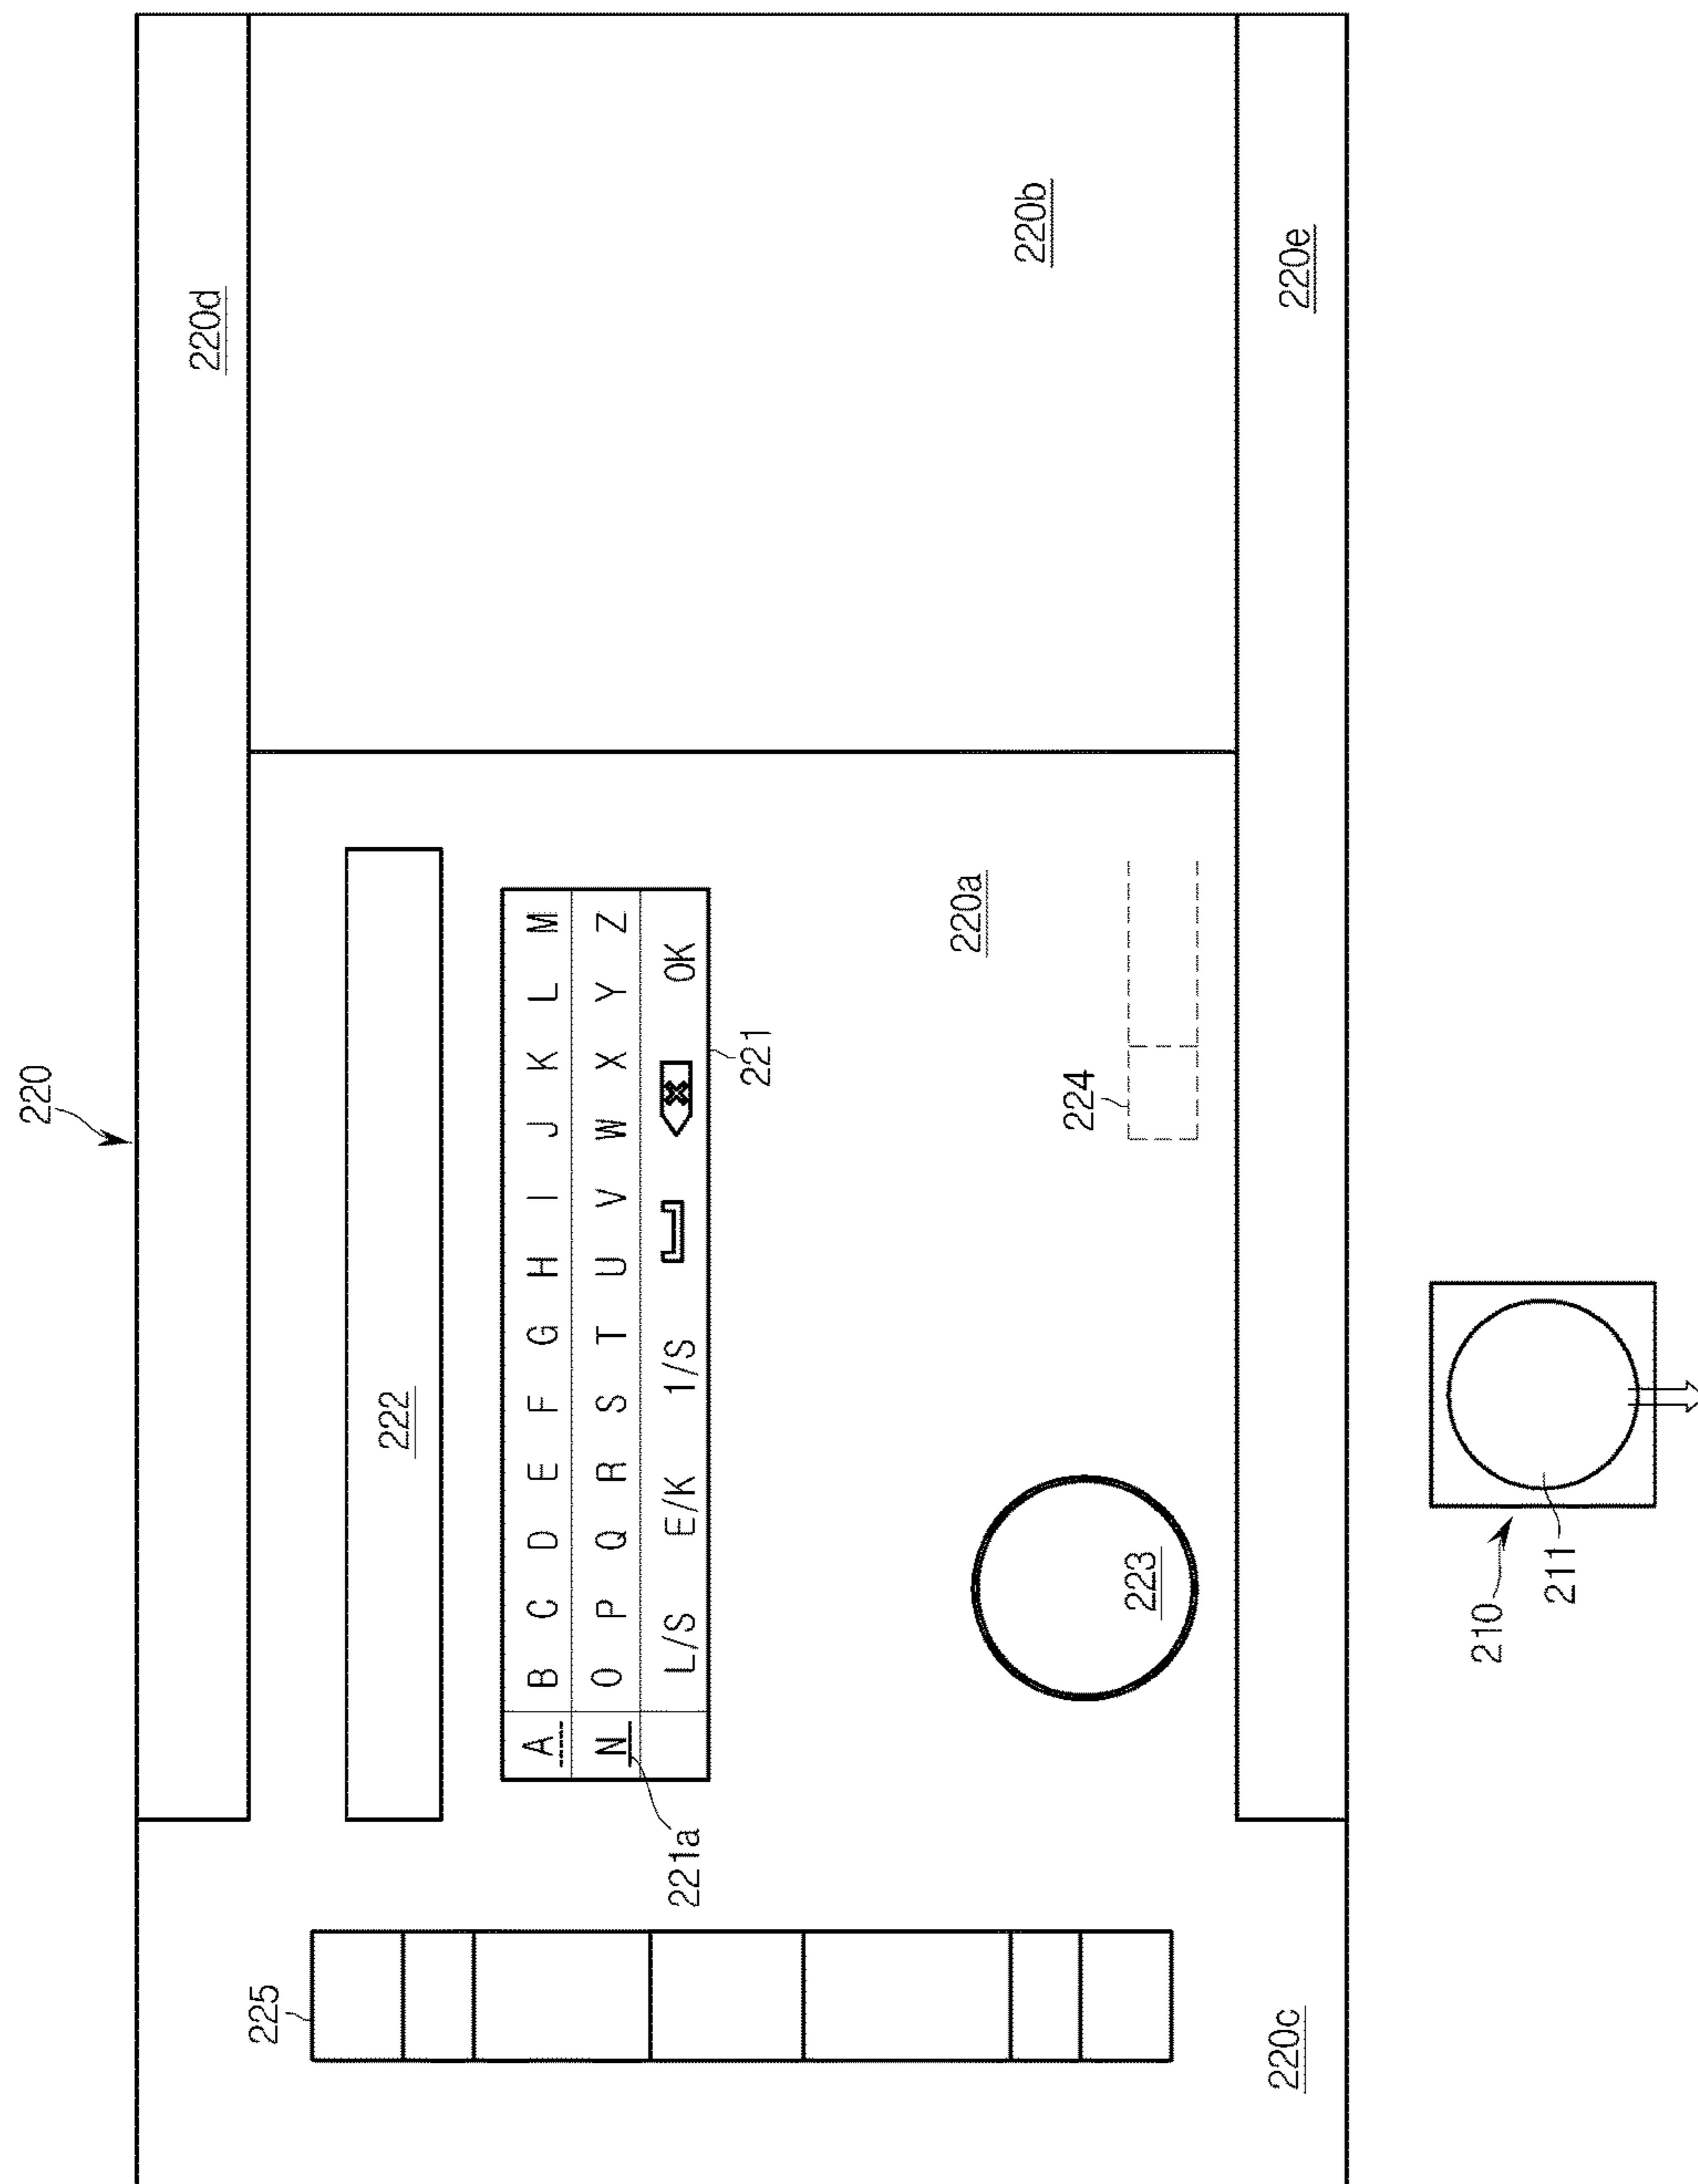 220
220d
222
A B C D E F G H I J K L M
N O P Q R S T U V W X Y Z
L/S E/K 1/S OK
221a
221
225
220a
220b
224
223
220c
220e
210
211